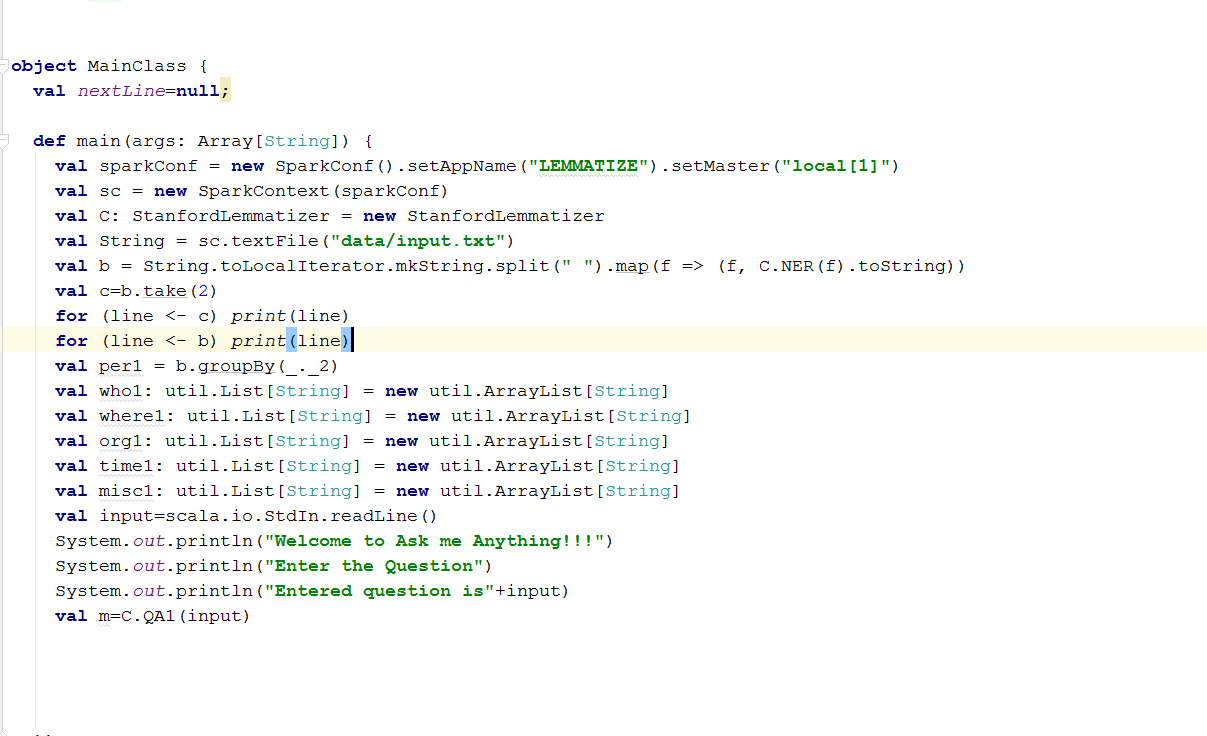 object MainClass {
  val nextLine=null;

  def main(args: Array[String]) {
    val sparkConf = new SparkConf().setAppName("LEMMATIZE").setMaster("local[1]")
    val sc = new SparkContext(sparkConf)
    val C: StanfordLemmatizer = new StanfordLemmatizer
    val String = sc.textFile("data/input.txt")
    val b = String.toLocalIterator.mkString.split(" ").map(f => (f, C.NER(f).toString))
    val c=b.take(2)
    for (line <- c) print(line)
    for (line <- b) print(line)
    val per1 = b.groupBy(_._2)
    val who1: util.List[String] = new util.ArrayList[String]
    val where1: util.List[String] = new util.ArrayList[String]
    val org1: util.List[String] = new util.ArrayList[String]
    val time1: util.List[String] = new util.ArrayList[String]
    val misc1: util.List[String] = new util.ArrayList[String]
    val input=scala.io.StdIn.readLine()
    System.out.println("Welcome to Ask me Anything!!!")
    System.out.println("Enter the Question")
    System.out.println("Entered question is"+input)
    val m=C.QA1(input)